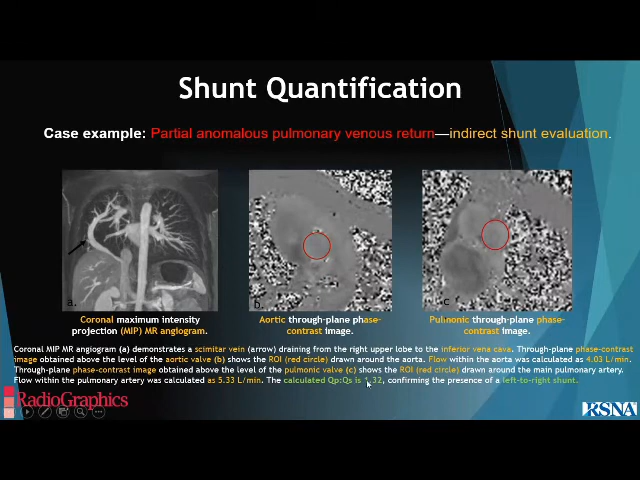 Shunt Quantification
Case example: Partial anomalous pulmonary venous return—indirect shunt evaluation.
a.
b.
c
Coronal maximum intensity
projection (MIP) MR angiogram.
Aortic through-plane phase-
contrast image.
Pulmonic through-plane phase-
contrast image.
Coronal MIP MR angiogram (a) demonstrates a scimitar vein (arrow) draining from the right upper lobe to the inferior vena cava. Through-plane phase-contrast
image obtained above the level of the aortic valve (b) shows the ROI (red circle) drawn around the aorta. Flow within the aorta was calculated as 4.03 L/min.
Through-plane phase-contrast image obtained above the level of the pulmonic valve (c) shows the ROI (red circle) drawn around the main pulmonary artery.
Flow within the pulmonary artery was calculated as 5.33 L/min. The calculated Qp:Qs is 1.32, confirming the presence of a left-to-right shunt.
RadioGraphics
RSNA